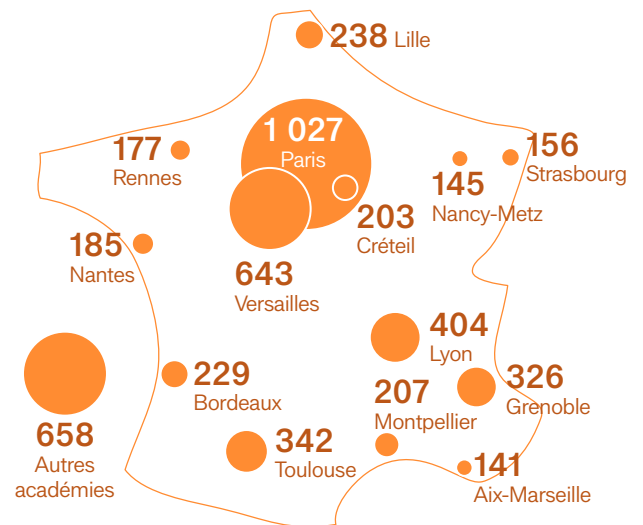 238 Lille
1 027
Paris
177
Rennes
156
Strasbourg
145
Nancy-Metz
203
Créteil
185
Nantes
643
Versailles
404
Lyon
326
Grenoble
229
Bordeaux
207
Montpellier
658
Autres
académies
342
Toulouse
141
Aix-Marseille